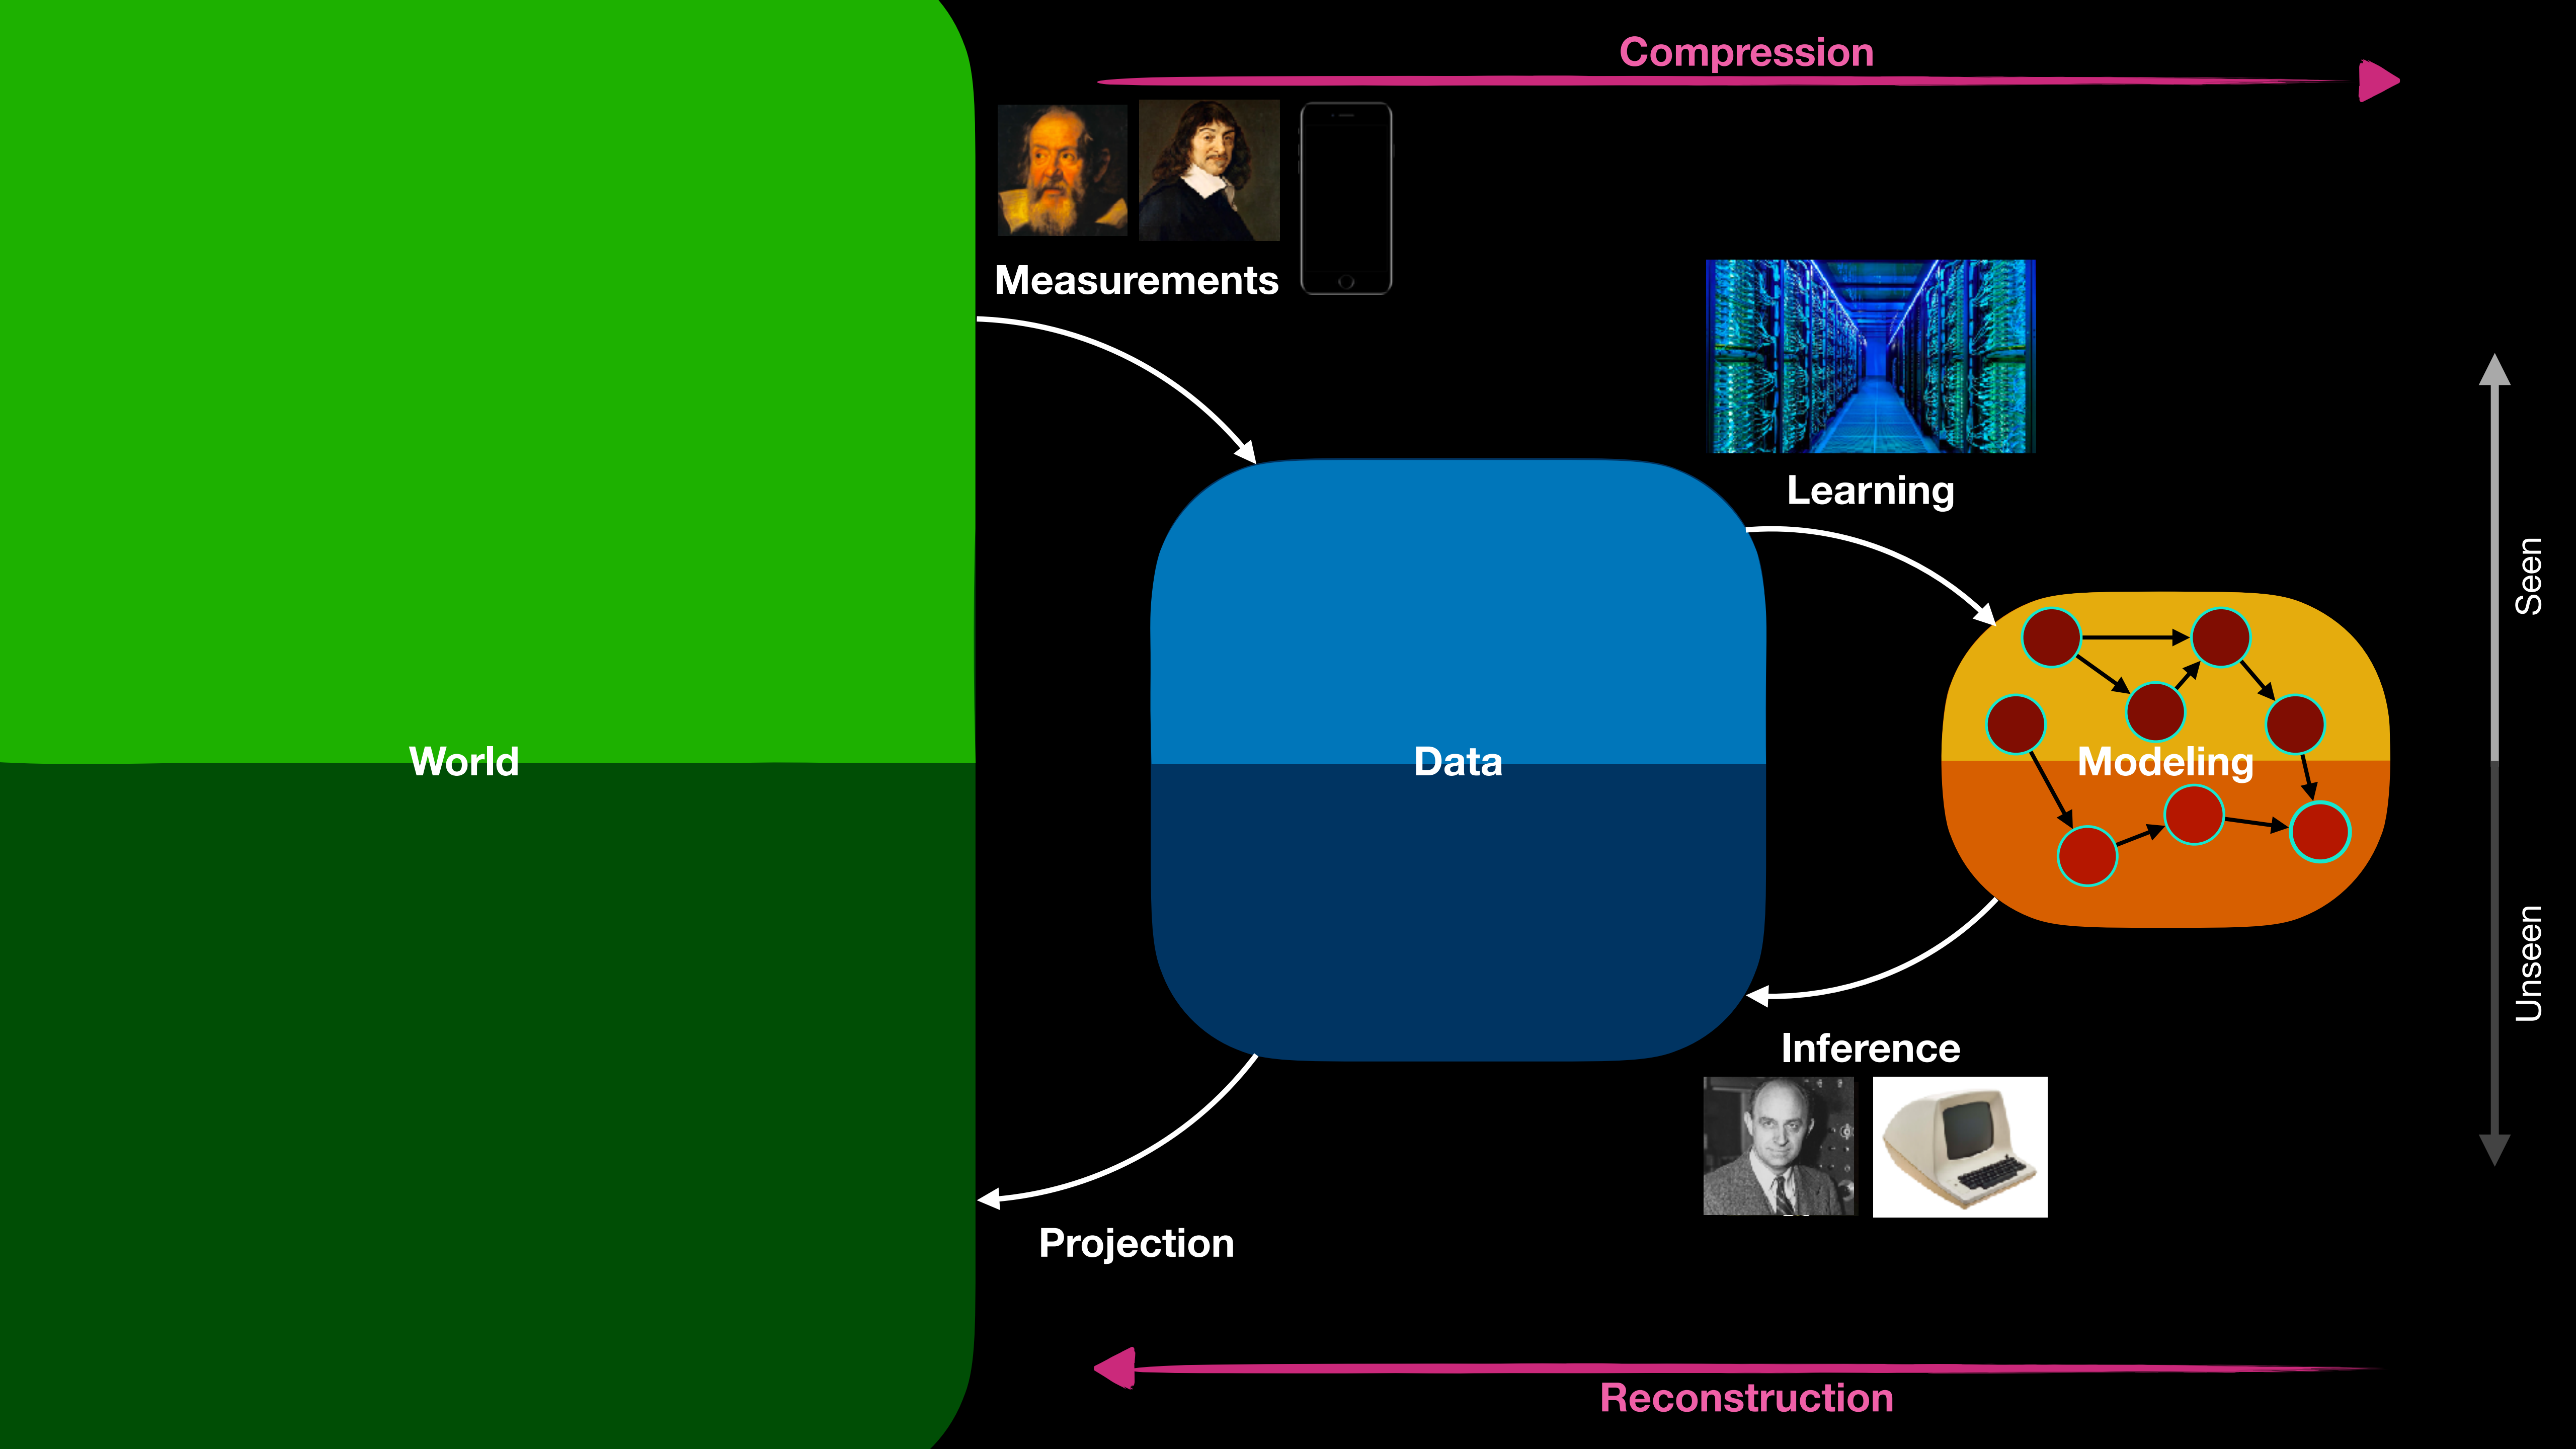 Compression
Measurements
Learning
Seen
World
Data
Modeling
Unseen
Inference
Projection
Reconstruction